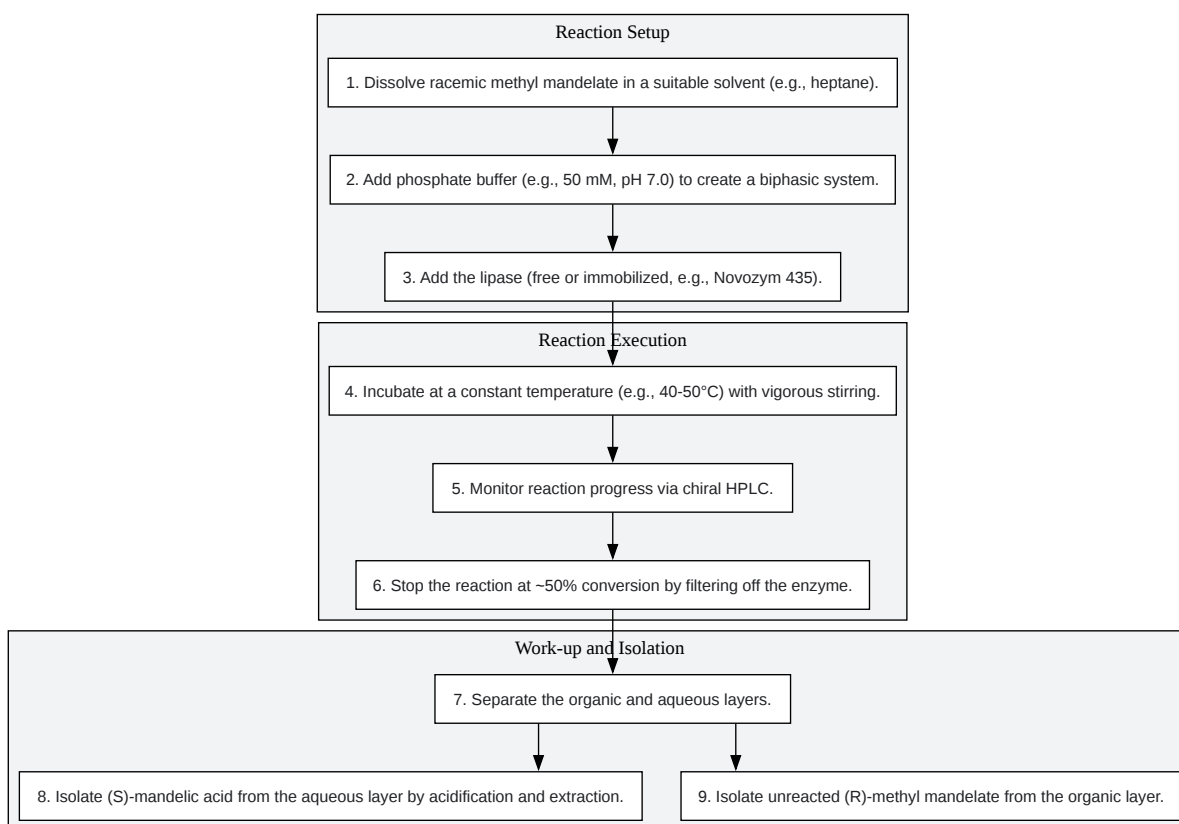 Reaction Setup
1. Dissolve racemic methyl mandelate in a suitable solvent (e.g., heptane).
2. Add phosphate buffer (e.g., 50 mM, pH 7.0) to create a biphasic system.
3. Add the lipase (free or immobilized, e.g., Novozym 435).
Reaction Execution
4. Incubate at a constant temperature (e.g., 40-50°C) with vigorous stirring.
5. Monitor reaction progress via chiral HPLC.
6. Stop the reaction at ~50% conversion by filtering off the enzyme.
Work-up and Isolation
7. Separate the organic and aqueous layers.
8. Isolate (S)-mandelic acid from the aqueous layer by acidification and extraction.
9. Isolate unreacted (R)-methyl mandelate from the organic layer.